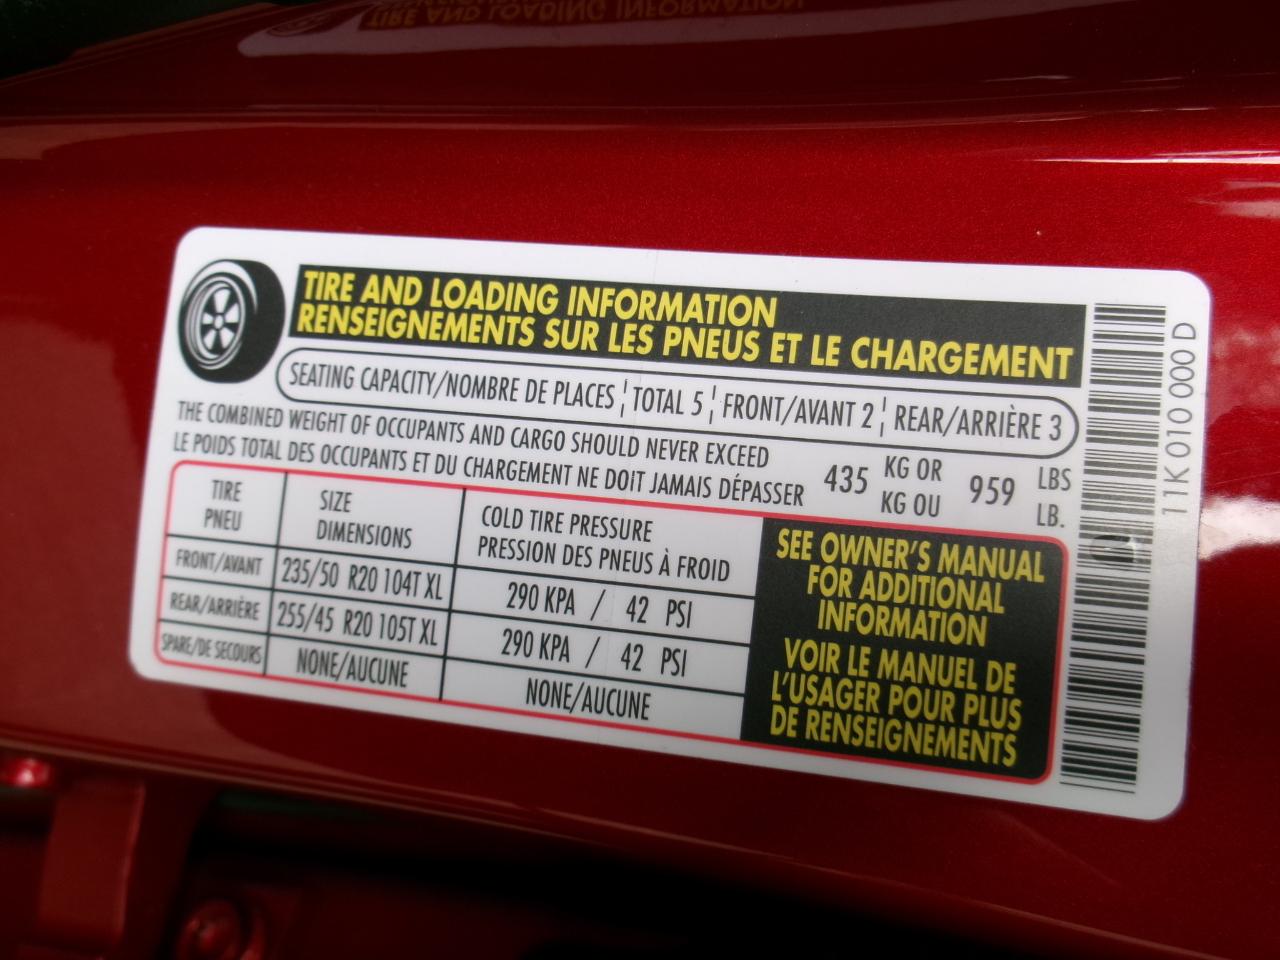 TIRE AND LOADING INFORMATION
TIRE AND LOADING INFORMATION
RENSEIGNEMENTS SUR LES PNEUS ET LE CHARGEMENT
SEATING CAPACITY/NOMBRE DE PLACES ¦ TOTAL 5 ¦ FRONT/AVANT 2 ¦ REAR/ARRIÈRE 3
THE COMBINED WEIGHT OF OCCUPANTS AND CARGO SHOULD NEVER EXCEED
LE POIDS TOTAL DES OCCUPANTS ET DU CHARGEMENT NE DOIT JAMAIS DÉPASSER
435 KG OR 959 LBS
KG OU LB.
TIRE SIZE COLD TIRE PRESSURE
PNEU DIMENSIONS PRESSION DES PNEUS À FROID
FRONT/AVANT 235/50 R20 104T XL 290 KPA / 42 PSI
REAR/ARRIÈRE 255/45 R20 105T XL 290 KPA / 42 PSI
SPARE/DE SECOURS NONE/AUCUNE NONE/AUCUNE
SEE OWNER'S MANUAL
FOR ADDITIONAL
INFORMATION
VOIR LE MANUEL DE
L'USAGER POUR PLUS
DE RENSEIGNEMENTS
11K 010 000 D